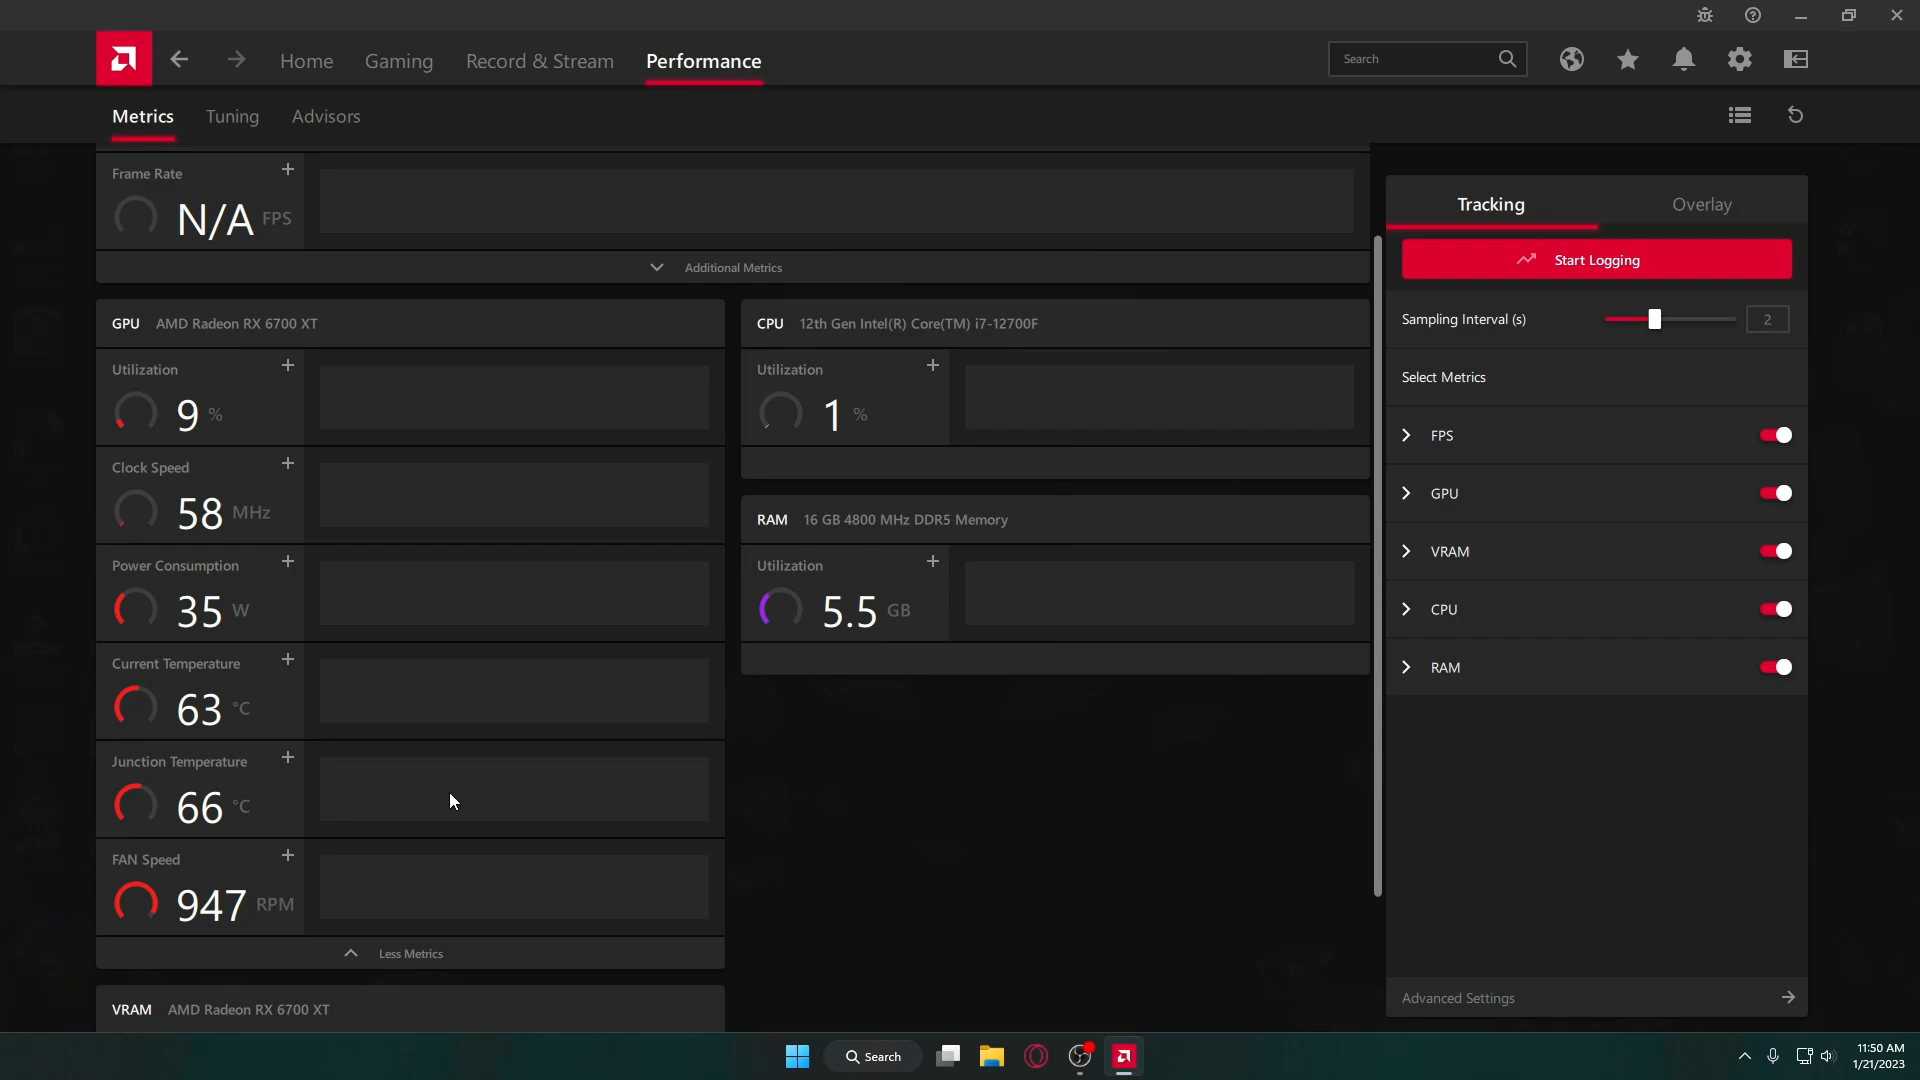 Home
Gaming
Record & Stream
Performance
Search
Metrics
Tuning
Advisors
Frame Rate
N/A FPS
Additional Metrics
GPU AMD Radeon RX 6700 XT
Utilization
9 %
Clock Speed
58 MHz
Power Consumption
35 W
Current Temperature
63 °C
Junction Temperature
66 °C
FAN Speed
947 RPM
Less Metrics
VRAM AMD Radeon RX 6700 XT
CPU 12th Gen Intel(R) Core(TM) i7-12700F
Utilization
1 %
RAM 16 GB 4800 MHz DDR5 Memory
Utilization
5.5 GB
Tracking
Overlay
Start Logging
Sampling Interval (s)
2
Select Metrics
FPS
GPU
VRAM
CPU
RAM
Advanced Settings
Search
11:50 AM
1/21/2023